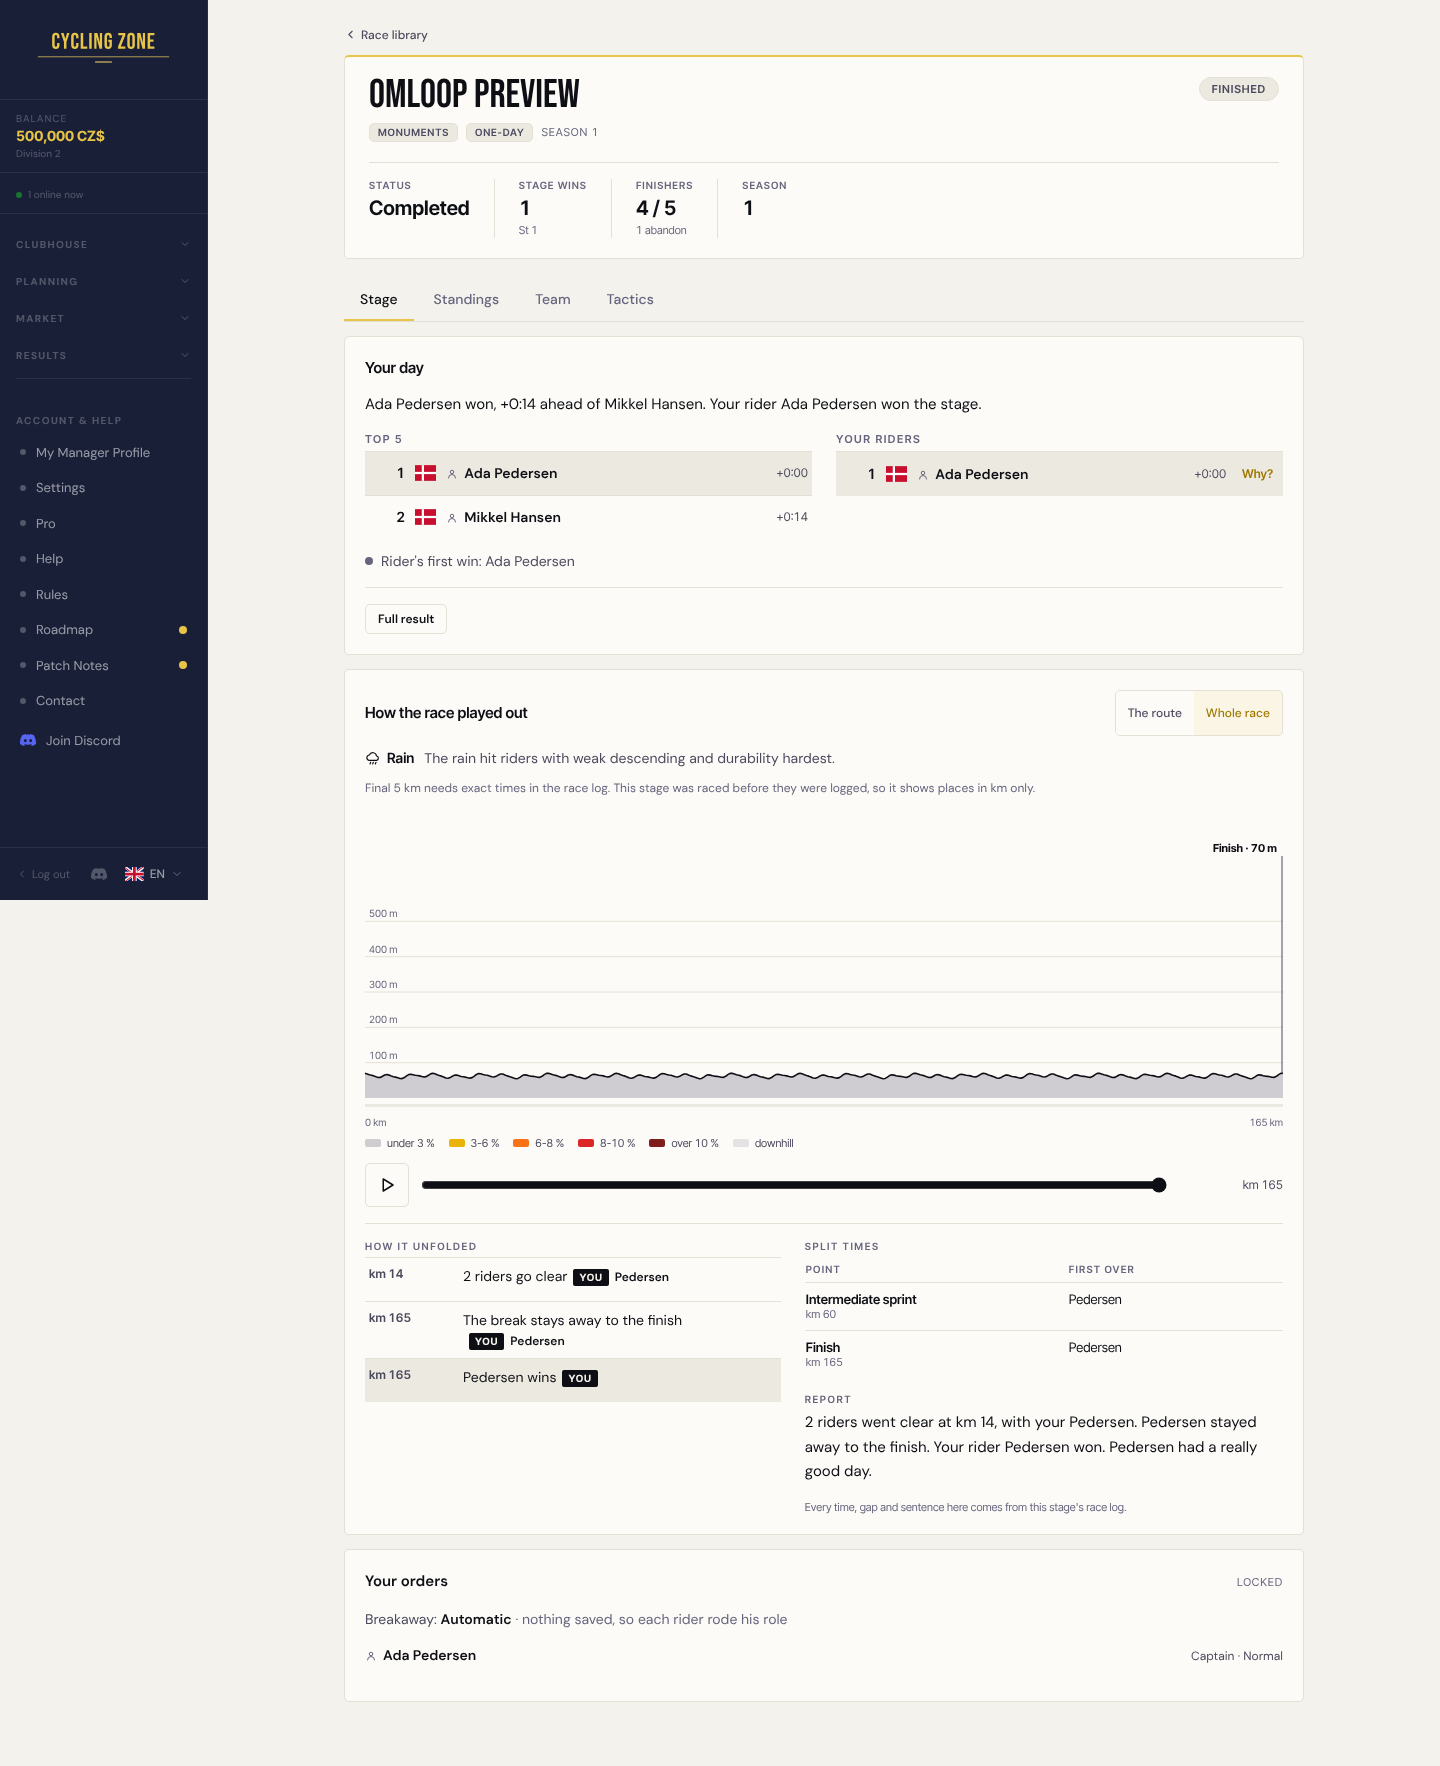 CYCLING ZONE
BALANCE
500,000 CZ$
Division 2
1 online now
CLUBHOUSE
PLANNING
MARKET
RESULTS
ACCOUNT & HELP
My Manager Profile
Settings
Pro
Help
Rules
Roadmap
Patch Notes
Contact
Join Discord
Log out
EN
Race library
OMLOOP PREVIEW
FINISHED
MONUMENTS ONE-DAY SEASON 1
STATUS
Completed
STAGE WINS
1
St 1
FINISHERS
4 / 5
1 abandon
SEASON
1
Stage Standings Team Tactics
Your day
Ada Pedersen won, +0:14 ahead of Mikkel Hansen. Your rider Ada Pedersen won the stage.
TOP 5
1 Ada Pedersen +0:00
2 Mikkel Hansen +0:14
YOUR RIDERS
1 Ada Pedersen +0:00 Why?
Rider's first win: Ada Pedersen
Full result
How the race played out
The route Whole race
Rain The rain hit riders with weak descending and durability hardest.
Final 5 km needs exact times in the race log. This stage was raced before they were logged, so it shows places in km only.
Finish · 70 m
500 m
400 m
300 m
200 m
100 m
0 km 165 km
under 3 % 3-6 % 6-8 % 8-10 % over 10 % downhill
km 165
HOW IT UNFOLDED
km 14 2 riders go clear YOU Pedersen
km 165 The break stays away to the finish
YOU Pedersen
km 165 Pedersen wins YOU
SPLIT TIMES
POINT FIRST OVER
Intermediate sprint Pedersen
km 60
Finish Pedersen
km 165
REPORT
2 riders went clear at km 14, with your Pedersen. Pedersen stayed
away to the finish. Your rider Pedersen won. Pedersen had a really
good day.
Every time, gap and sentence here comes from this stage's race log.
Your orders LOCKED
Breakaway: Automatic · nothing saved, so each rider rode his role
Ada Pedersen Captain · Normal